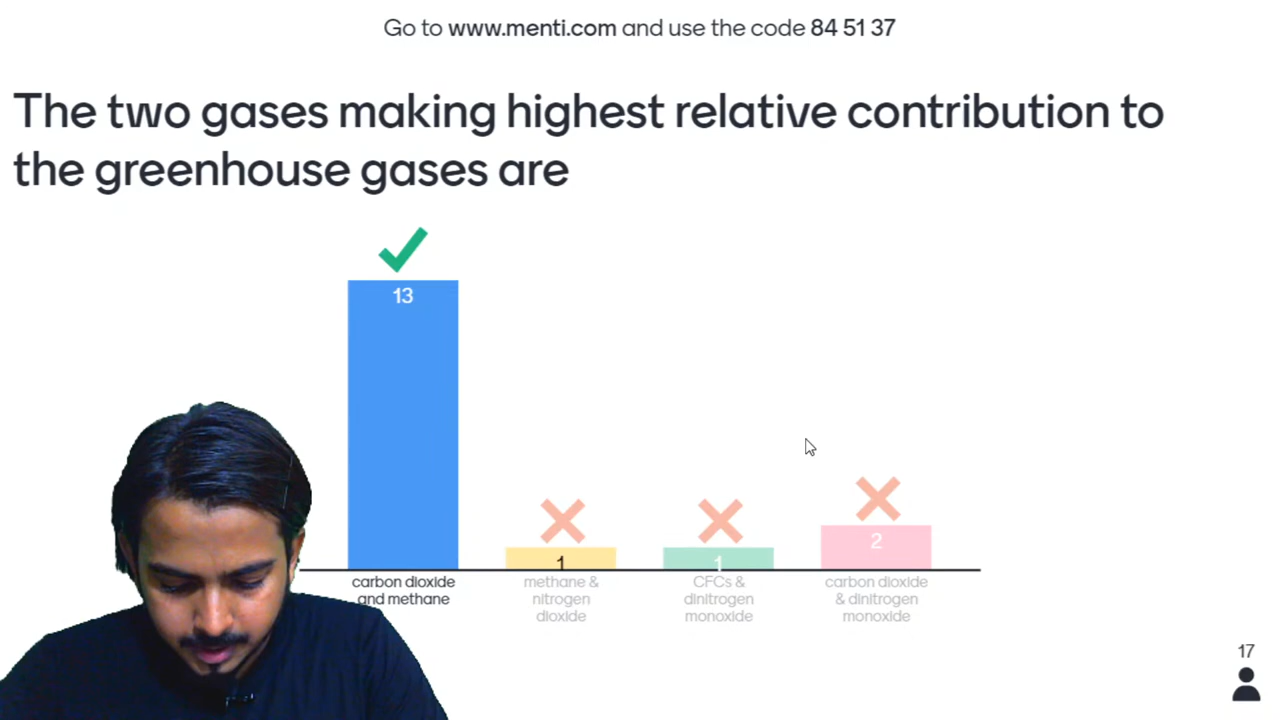 Go to www.menti.com and use the code 84 51 37
The two gases making highest relative contribution to
the greenhouse gases are
13
1
1
2
carbon dioxide
and methane
methane &
nitrogen
dioxide
CFCs &
dinitrogen
monoxide
carbon dioxide
& dinitrogen
monoxide
17